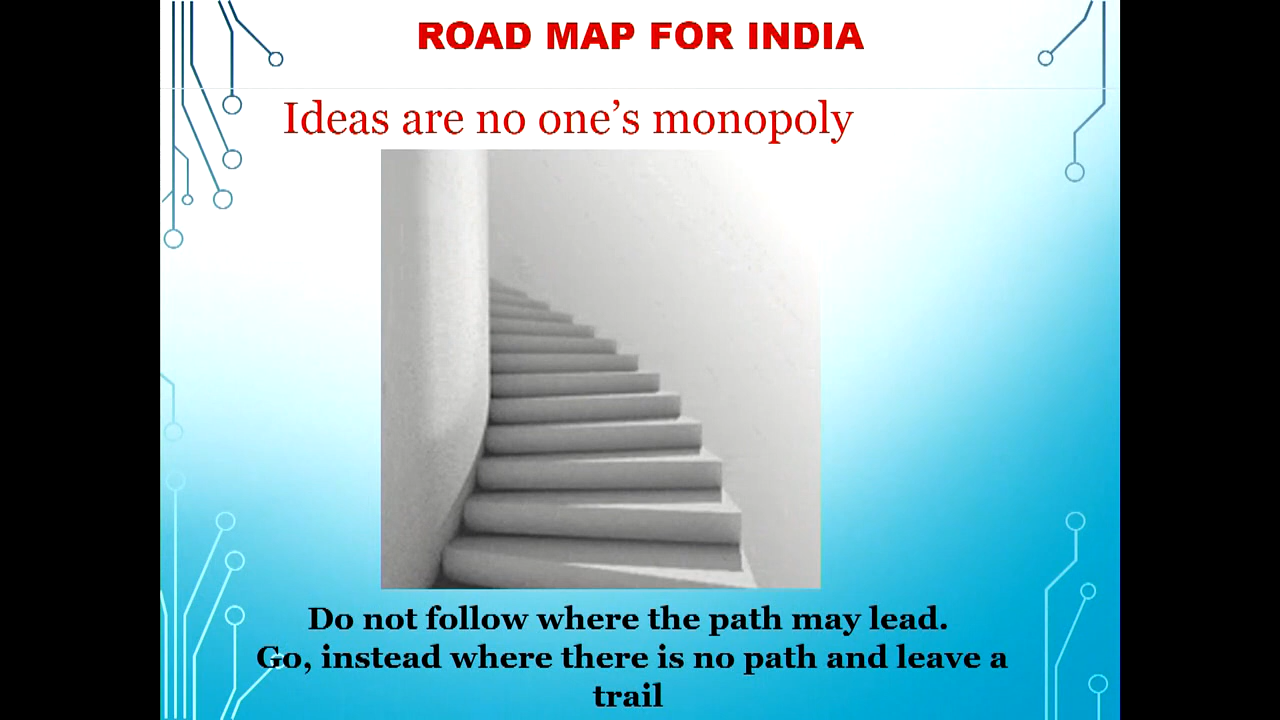 ROAD MAP FOR INDIA
Ideas are no one’s monopoly
Do not follow where the path may lead.
Go, instead where there is no path and leave a
trail